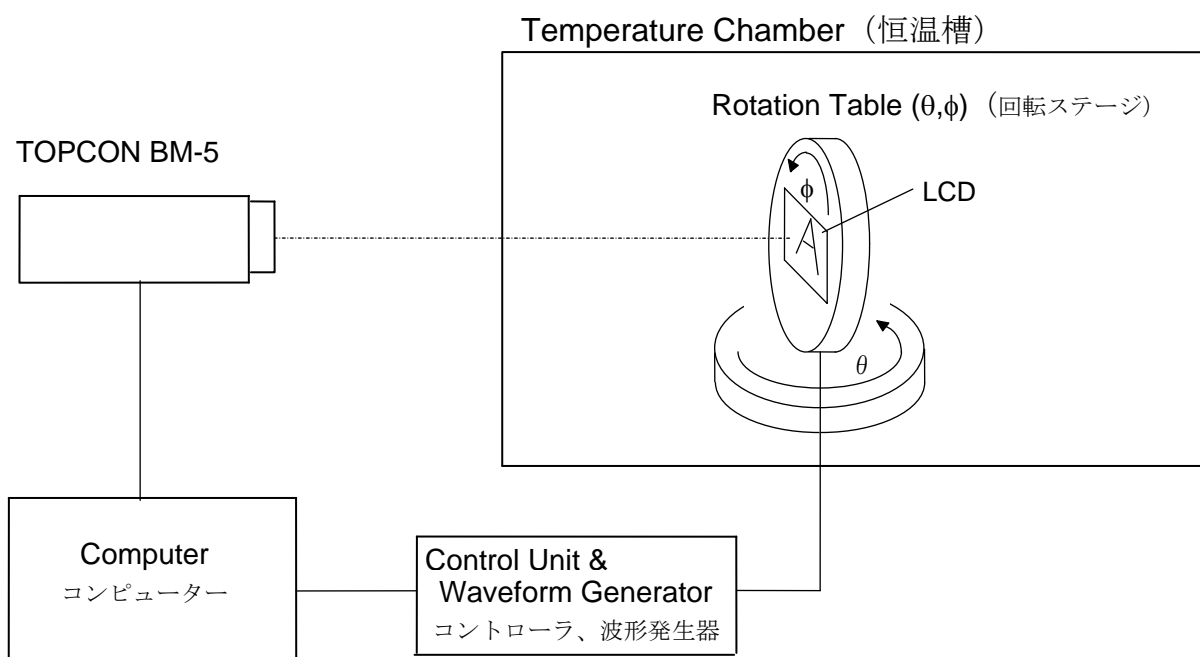 Temperature Chamber（恒温槽）
Rotation Table (θ,ϕ)（回転ステージ）
TOPCON BM-5
ϕ
LCD
A
θ
Computer
コンピューター
Control Unit &
Waveform Generator
コントローラ、波形発生器